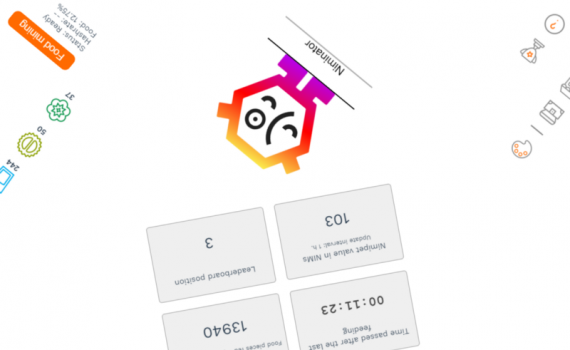 Time passed after the last
feeding
00:11:23
Food pieces
13940
Nimipet value in NIMs
Update interval: 1 h.
103
Leaderboard position
3
Niminator
244
50
37
Food mining
Status: Ready
Hashrate: - -
Food: 12.75%